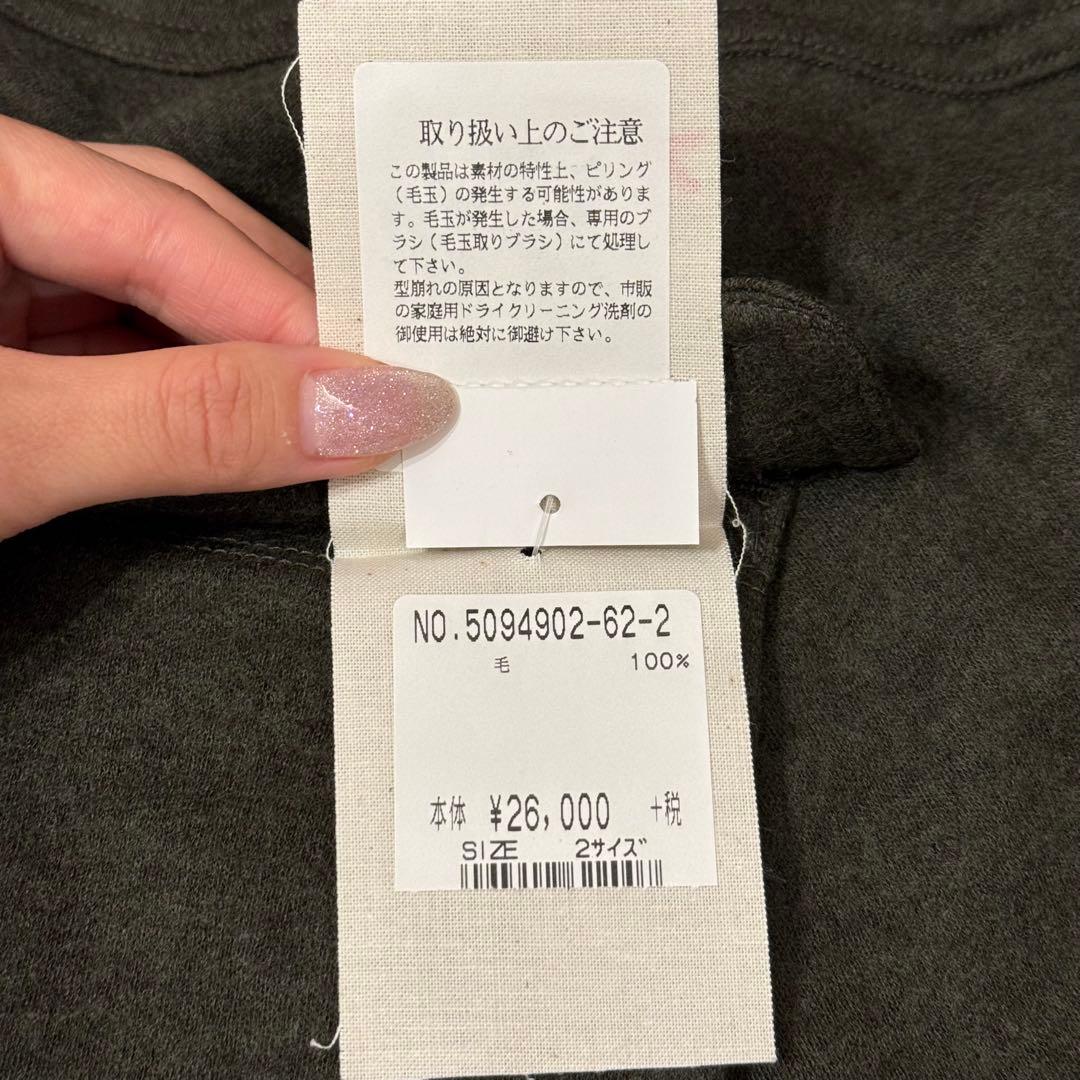 取り扱い上のご注意
この製品は素材の特性上、ピリング
（毛玉）の発生する可能性がありま
す。毛玉が発生した場合、専用のブ
ラシ（毛玉取りブラシ）にて処理し
て下さい。
型崩れの原因となりますので、市販
の家庭用ドライクリーニング洗剤の
御使用は絶対に御避け下さい。
NO.5094902-62-2
毛 100%
本体 ¥26,000 +税
SIZE 2サイズ